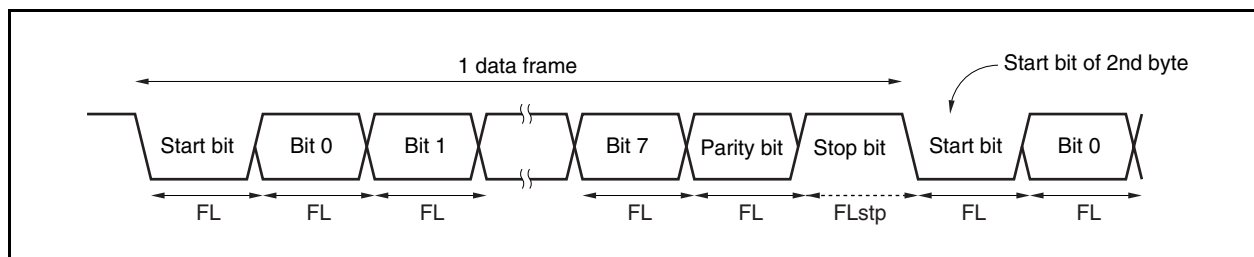 1 data frame
Start bit of 2nd byte
Start bit Bit 0 Bit 1 Bit 7 Parity bit Stop bit Start bit Bit 0
FL FL FL FL FL FLstp FL FL